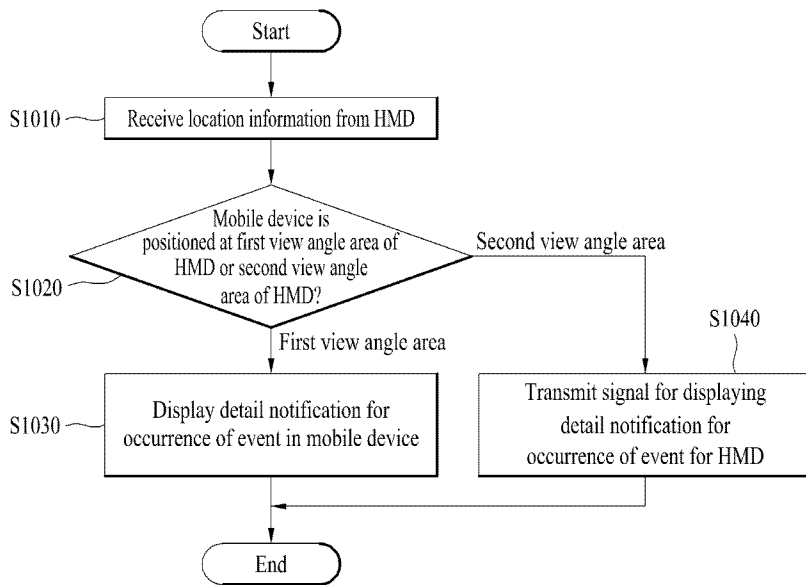 Start
S1010
Receive location information from HMD
Mobile device is
positioned at first view angle area of
HMD or second view angle
area of HMD?
Second view angle area
S1020
First view angle area
S1040
S1030
Display detail notification for
occurrence of event in mobile device
Transmit signal for displaying
detail notification for
occurrence of event for HMD
End